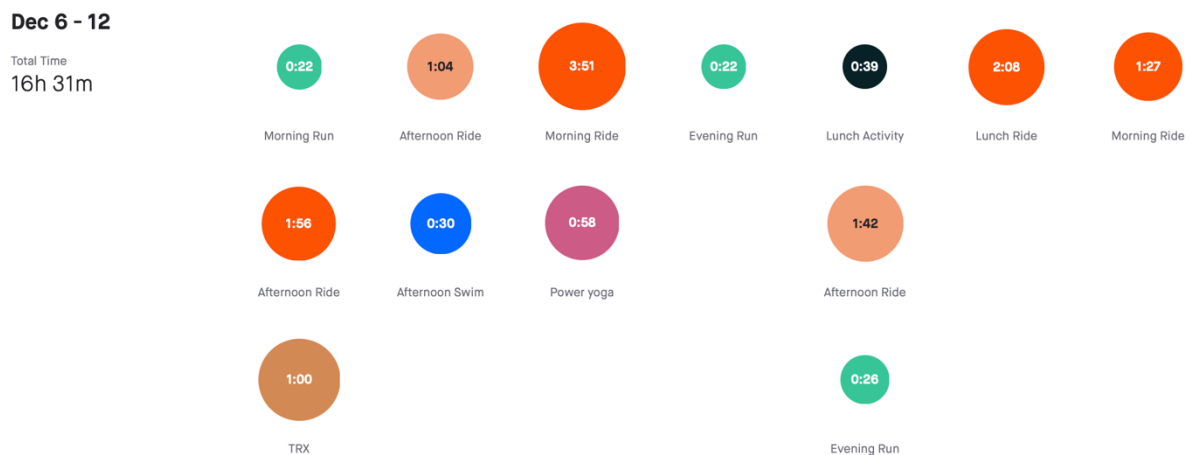 Dec 6 - 12
Total Time
16h 31m
0:22
1:04
3:51
0:22
0:39
2:08
1:27
Morning Run
Afternoon Ride
Morning Ride
Evening Run
Lunch Activity
Lunch Ride
Morning Ride
1:56
0:30
0:58
1:42
Afternoon Ride
Afternoon Swim
Power yoga
Afternoon Ride
1:00
0:26
TRX
Evening Run